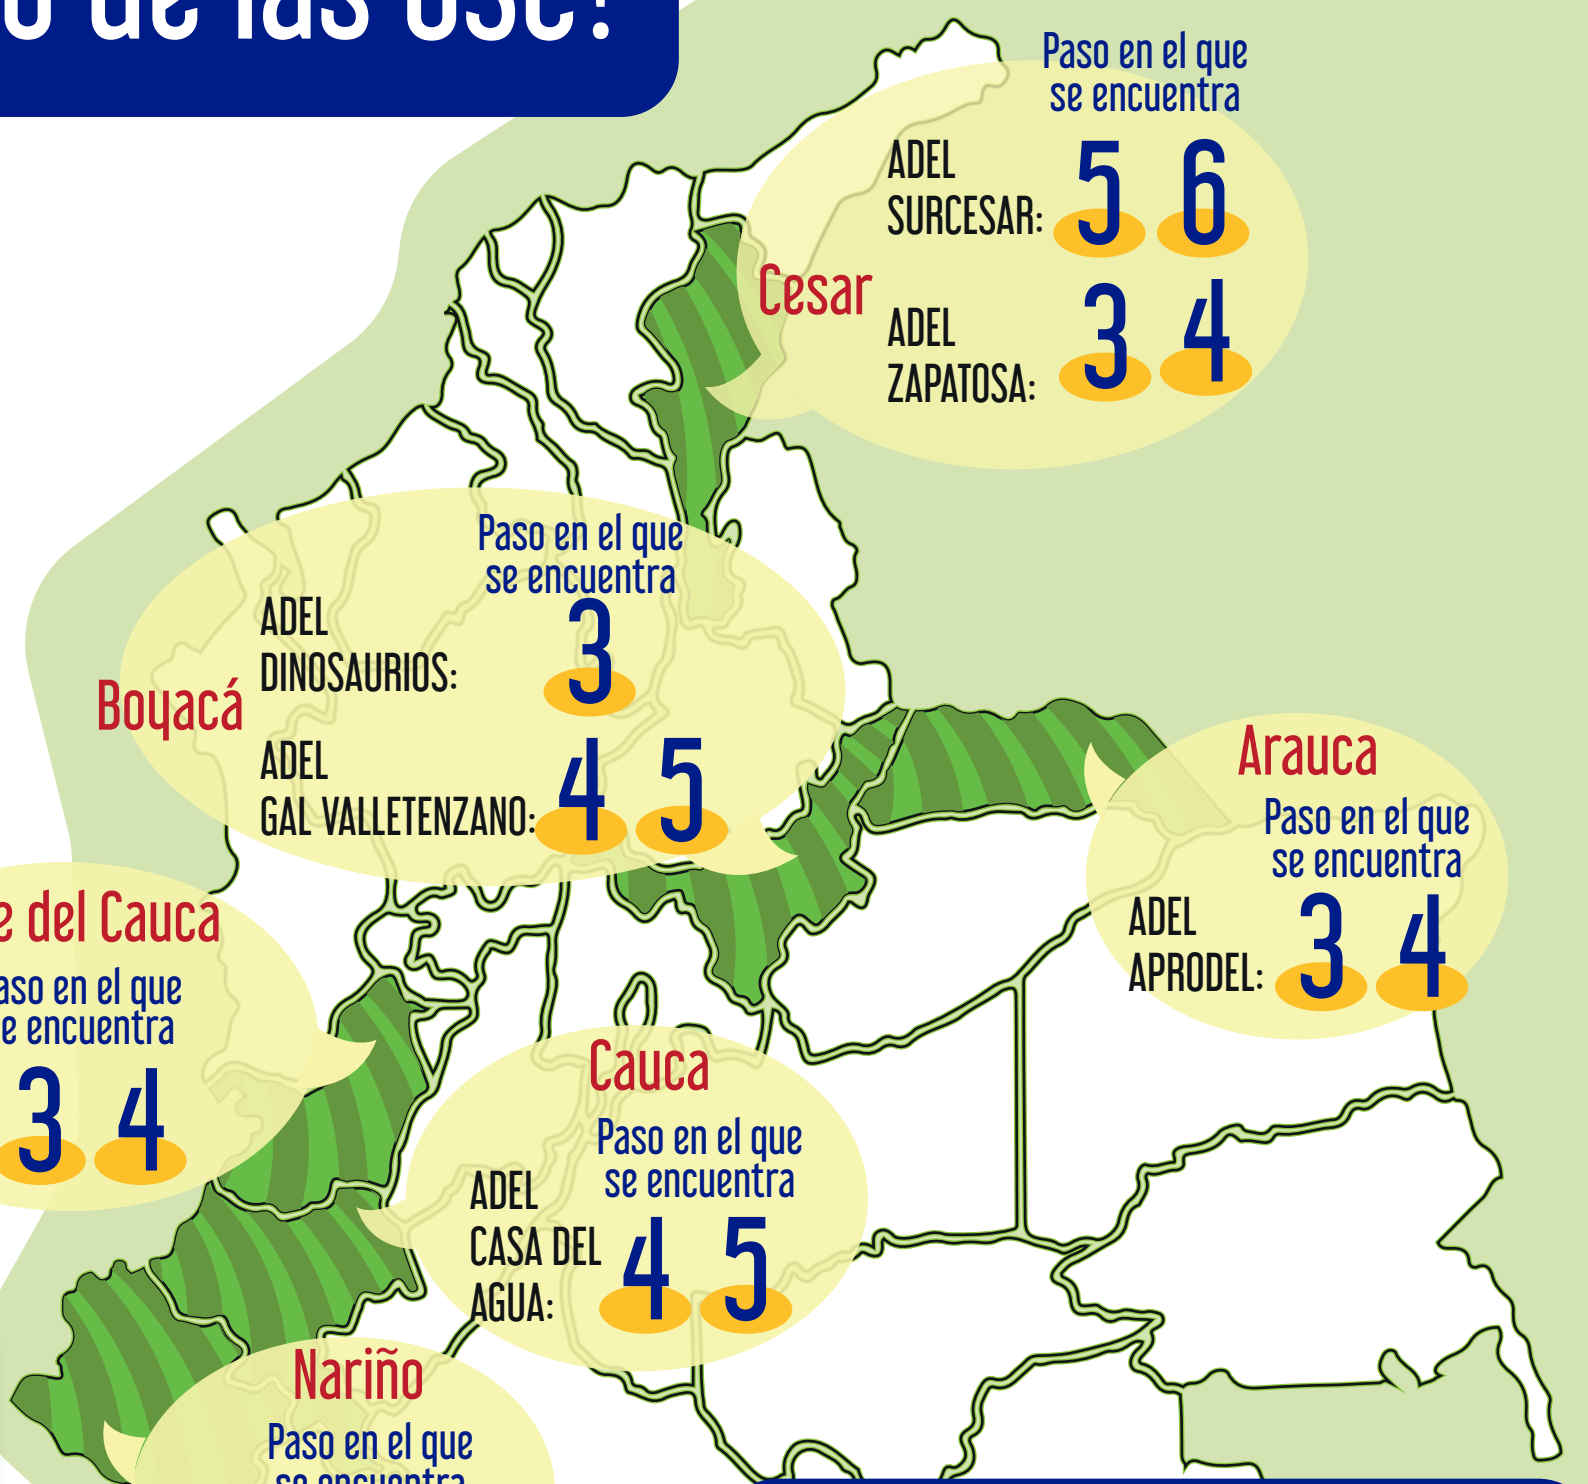 o de las OSC?
Paso en el que
se encuentra
ADEL
SURCESAR:
5 6
Cesar
ADEL
ZAPATOSA:
3 4
Paso en el que
se encuentra
ADEL
DINOSAURIOS:
3
Boyacá
ADEL
GAL VALLETENZANO:
4 5
Arauca
Paso en el que
se encuentra
ADEL
APRODEL:
3 4
e del Cauca
aso en el que
e encuentra
3 4
Cauca
Paso en el que
se encuentra
ADEL
CASA DEL
AGUA:
4 5
Nariño
Paso en el que
se encuentra